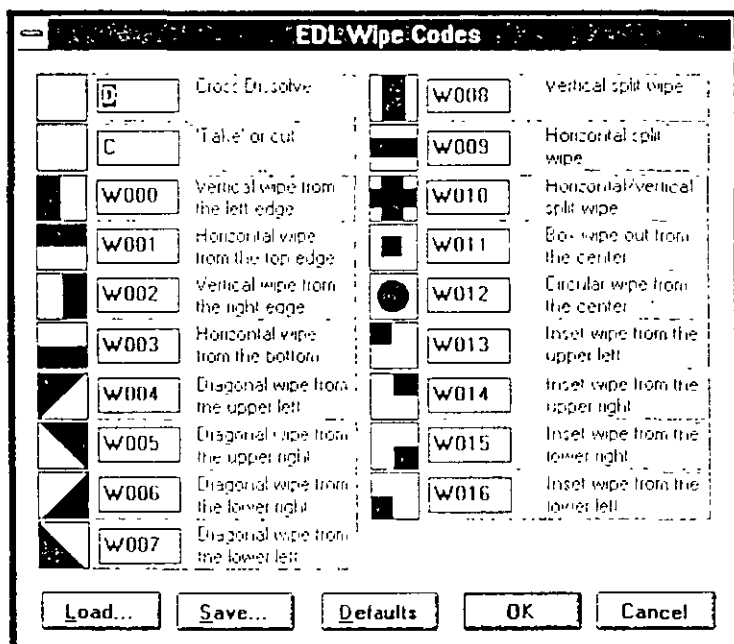 EDL Wipe Codes
D
Cross Dissolve
C
'Take' or cut
W000
Vertical wipe from
the left edge
W001
Horizontal wipe
from the top edge
W002
Vertical wipe from
the right edge
W003
Horizontal wipe
from the bottom
W004
Diagonal wipe from
the upper left
W005
Diagonal wipe from
the upper right
W006
Diagonal wipe from
the lower right
W007
Diagonal wipe from
the lower left
W008
Vertical split wipe
W009
Horizontal split
wipe
W010
Horizontal/vertical
split wipe
W011
Box wipe out from
the center
W012
Circular wipe from
the center
W013
Inset wipe from the
upper left
W014
Inset wipe from the
upper right
W015
Inset wipe from the
lower right
W016
Inset wipe from the
lower left
Load... Save... Defaults OK Cancel